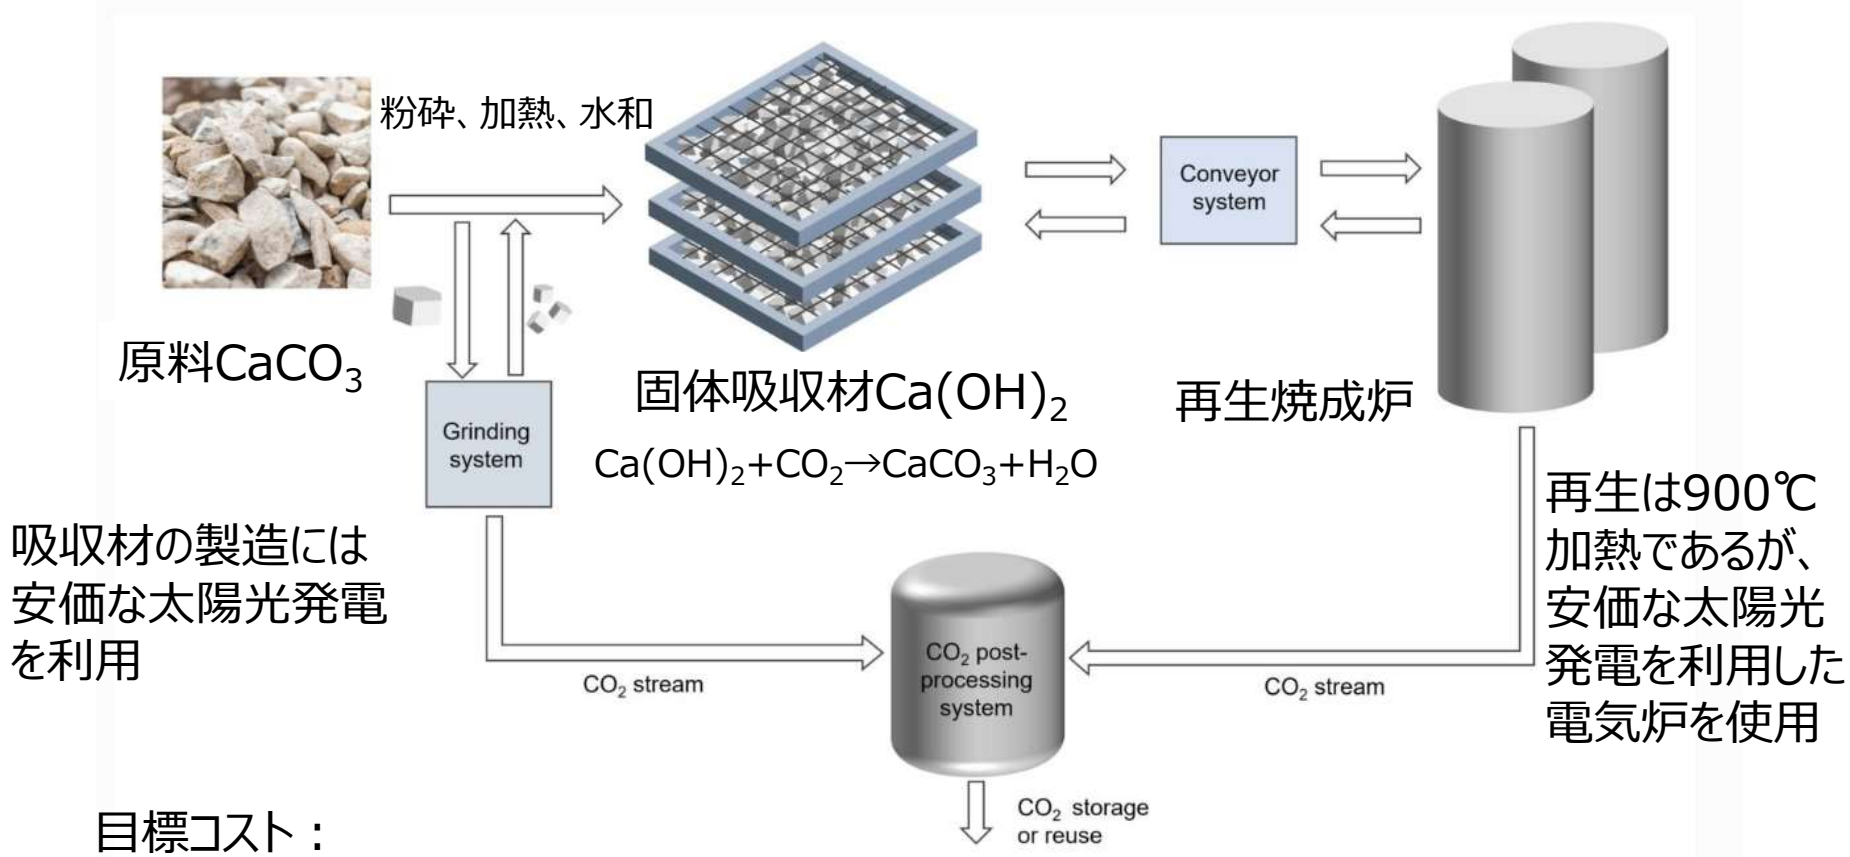 粉砕、加熱、水和
Conveyor
system
原料CaCO₃
固体吸収材Ca(OH)₂
再生焼成炉
Grinding
system
Ca(OH)₂+CO₂→CaCO₃+H₂O
吸収材の製造には
安価な太陽光発電
を利用
再生は900℃
加熱であるが、
安価な太陽光
発電を利用した
電気炉を使用
CO₂ post-
processing
system
CO₂ stream
CO₂ stream
CO₂ storage
or reuse
目標コスト：